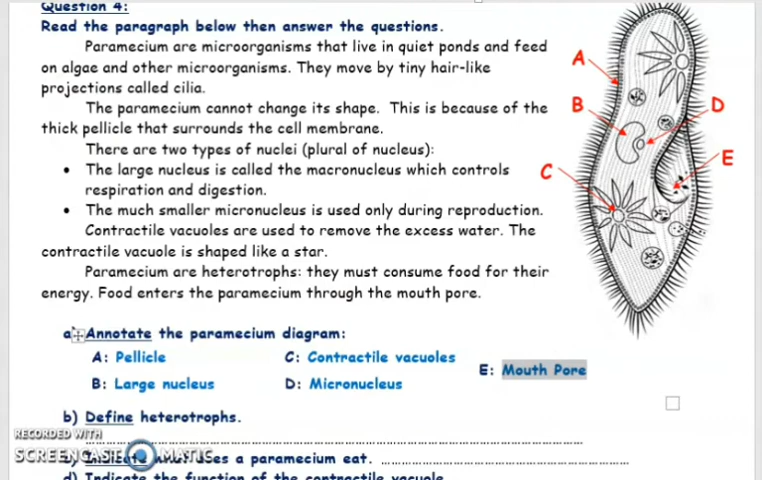 Question 4:
Read the paragraph below then answer the questions.
Paramecium are microorganisms that live in quiet ponds and feed
on algae and other microorganisms. They move by tiny hair-like
projections called cilia.
The paramecium cannot change its shape. This is because of the
thick pellicle that surrounds the cell membrane.
There are two types of nuclei (plural of nucleus):
• The large nucleus is called the macronucleus which controls
respiration and digestion.
• The much smaller micronucleus is used only during reproduction.
Contractile vacuoles are used to remove the excess water. The
contractile vacuole is shaped like a star.
Paramecium are heterotrophs: they must consume food for their
energy. Food enters the paramecium through the mouth pore.
A
B
C
D
E
a) Annotate the paramecium diagram:
A: Pellicle
C: Contractile vacuoles
E: Mouth Pore
B: Large nucleus
D: Micronucleus
b) Define heterotrophs.
................................................................
RECORDED WITH
SCREENCAST MATIC
Indicate what does a paramecium eat. ................................
d) Indicate the function of the contractile vacuole.